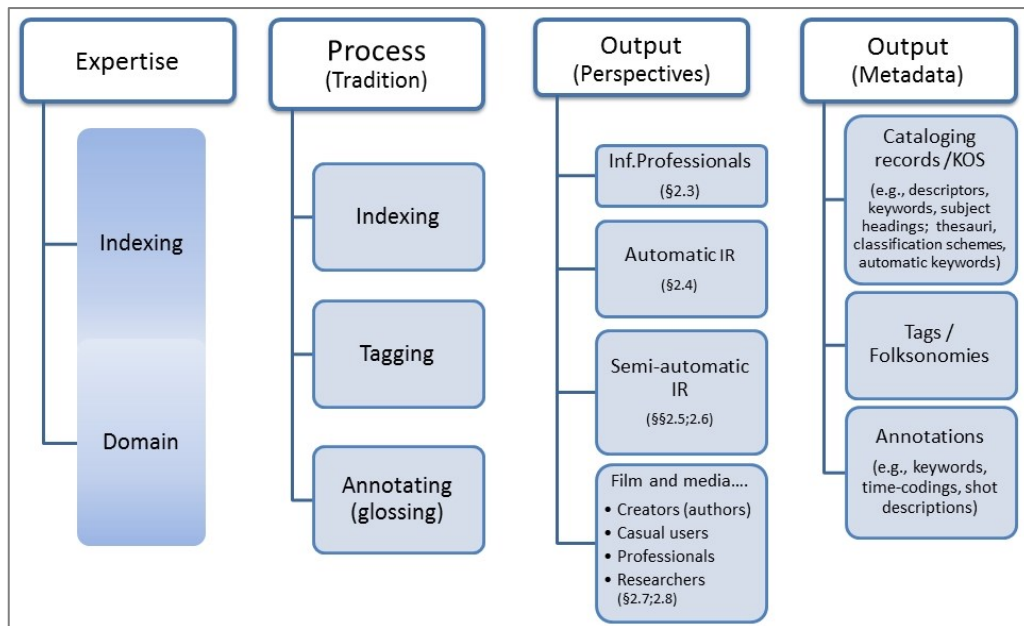 Expertise
Indexing
Domain
Process
(Tradition)
Indexing
Tagging
Annotating
(glossing)
Output
(Perspectives)
Inf.Professionals
(§2.3)
Automatic IR
(§2.4)
Semi-automatic
IR
(§§2.5;2.6)
Film and media....
• Creators (authors)
• Casual users
• Professionals
• Researchers
(§2.7;2.8)
Output
(Metadata)
Cataloging
records /KOS
(e.g., descriptors,
keywords, subject
headings; thesauri,
classification schemes,
automatic keywords)
Tags /
Folksonomies
Annotations
(e.g., keywords,
time-codings, shot
descriptions)